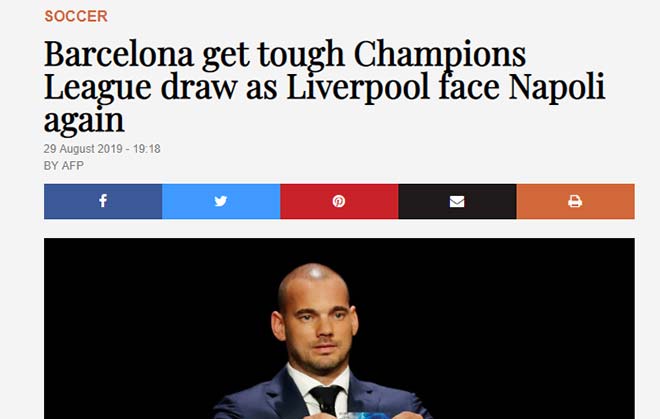 SOCCER
Barcelona get tough Champions
League draw as Liverpool face Napoli
again
29 August 2019 - 19:18
BY AFP